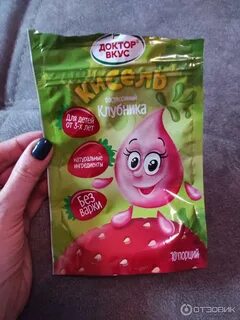 ДОКТОР
ВКУС
КИСЕЛЬ
Клубника
Для детей
от 3-х лет
натуральные
ингредиенты
Без
варки
10 порций
ОТЗОВИК